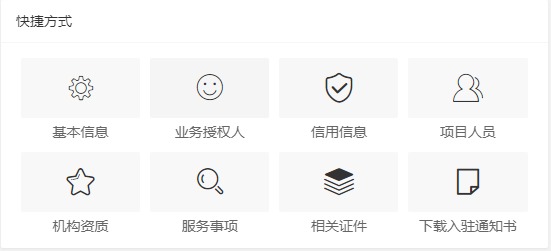 快捷方式
基本信息 业务授权人 信用信息 项目人员
机构资质 服务事项 相关证件 下载入驻通知书